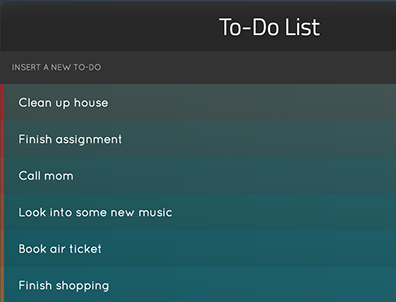 To-Do List
INSERT A NEW TO-DO
Clean up house
Finish assignment
Call mom
Look into some new music
Book air ticket
Finish shopping